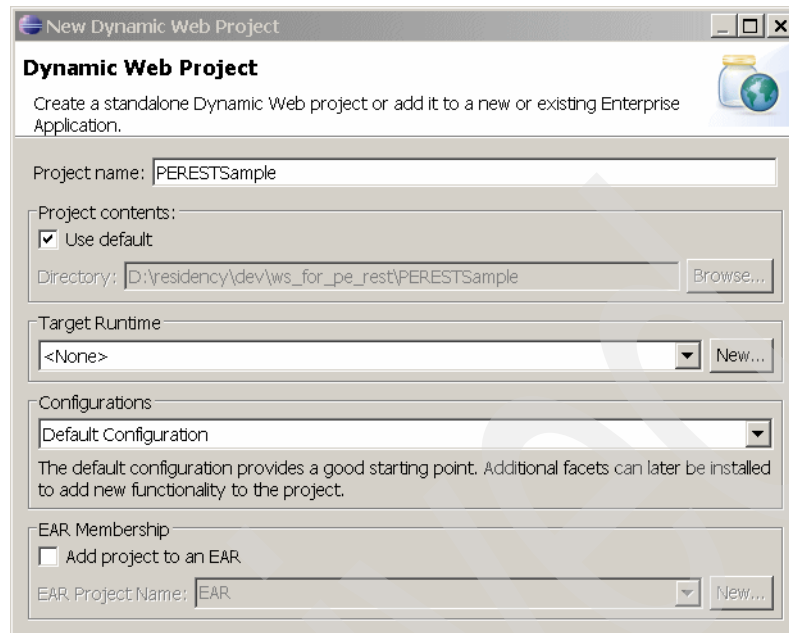 New Dynamic Web Project
Dynamic Web Project
Create a standalone Dynamic Web project or add it to a new or existing Enterprise
Application.
Project name: PERESTSample
Project contents:
Use default
Directory: D:\residency\dev\ws_for_pe_rest\PERESTSample Browse...
Target Runtime
<None> New...
Configurations
Default Configuration
The default configuration provides a good starting point. Additional facets can later be installed
to add new functionality to the project.
EAR Membership
Add project to an EAR
EAR Project Name: EAR New...